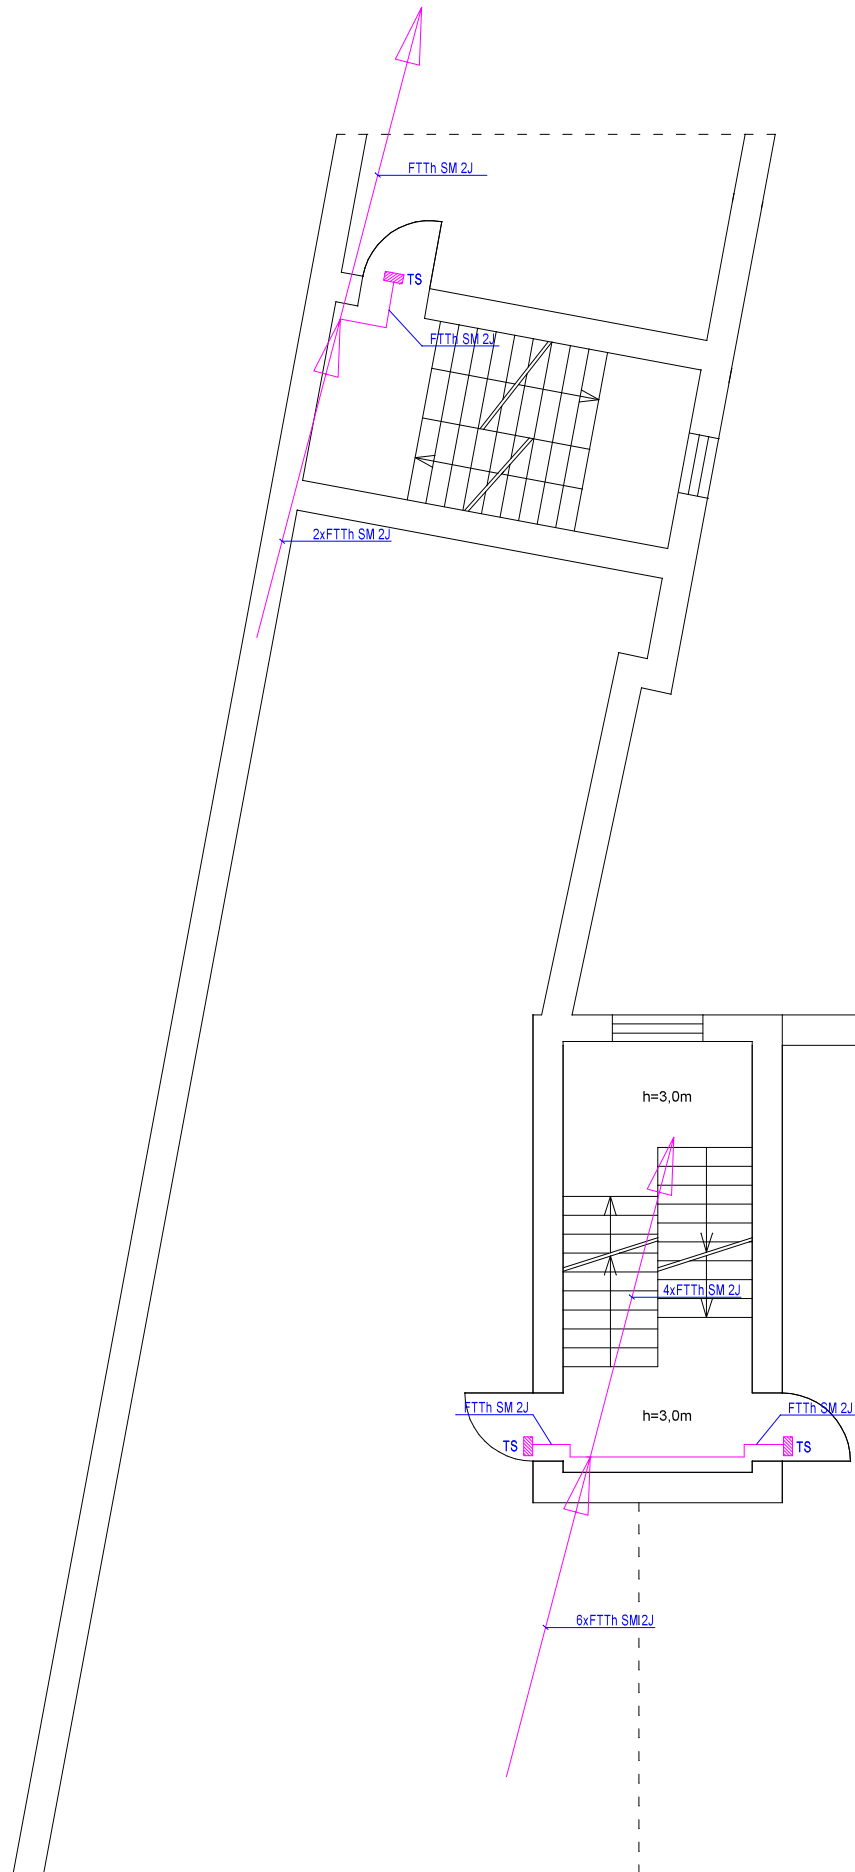 FTTh SM 2J
TS
FTTh SM 2J
2xFTTh SM 2J
h=3,0m
4xFTTh SM 2J
FTTh SM 2J
h=3,0m
FTTh SM 2J
TS
TS
6xFTTh SM 2J